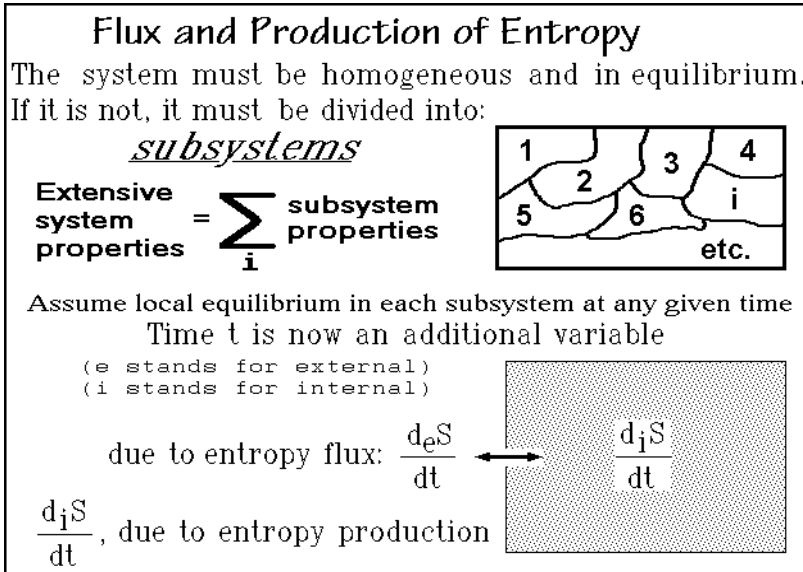 Flux and Production of Entropy
The system must be homogeneous and in equilibrium.
If it is not, it must be divided into:
subsystems
Extensive system properties = ∑ i subsystem properties
1 2 3 4 5 6 i etc.
Assume local equilibrium in each subsystem at any given time
Time t is now an additional variable
(e stands for external)
(i stands for internal)
due to entropy flux: deS/dt ↔ diS/dt
diS/dt, due to entropy production